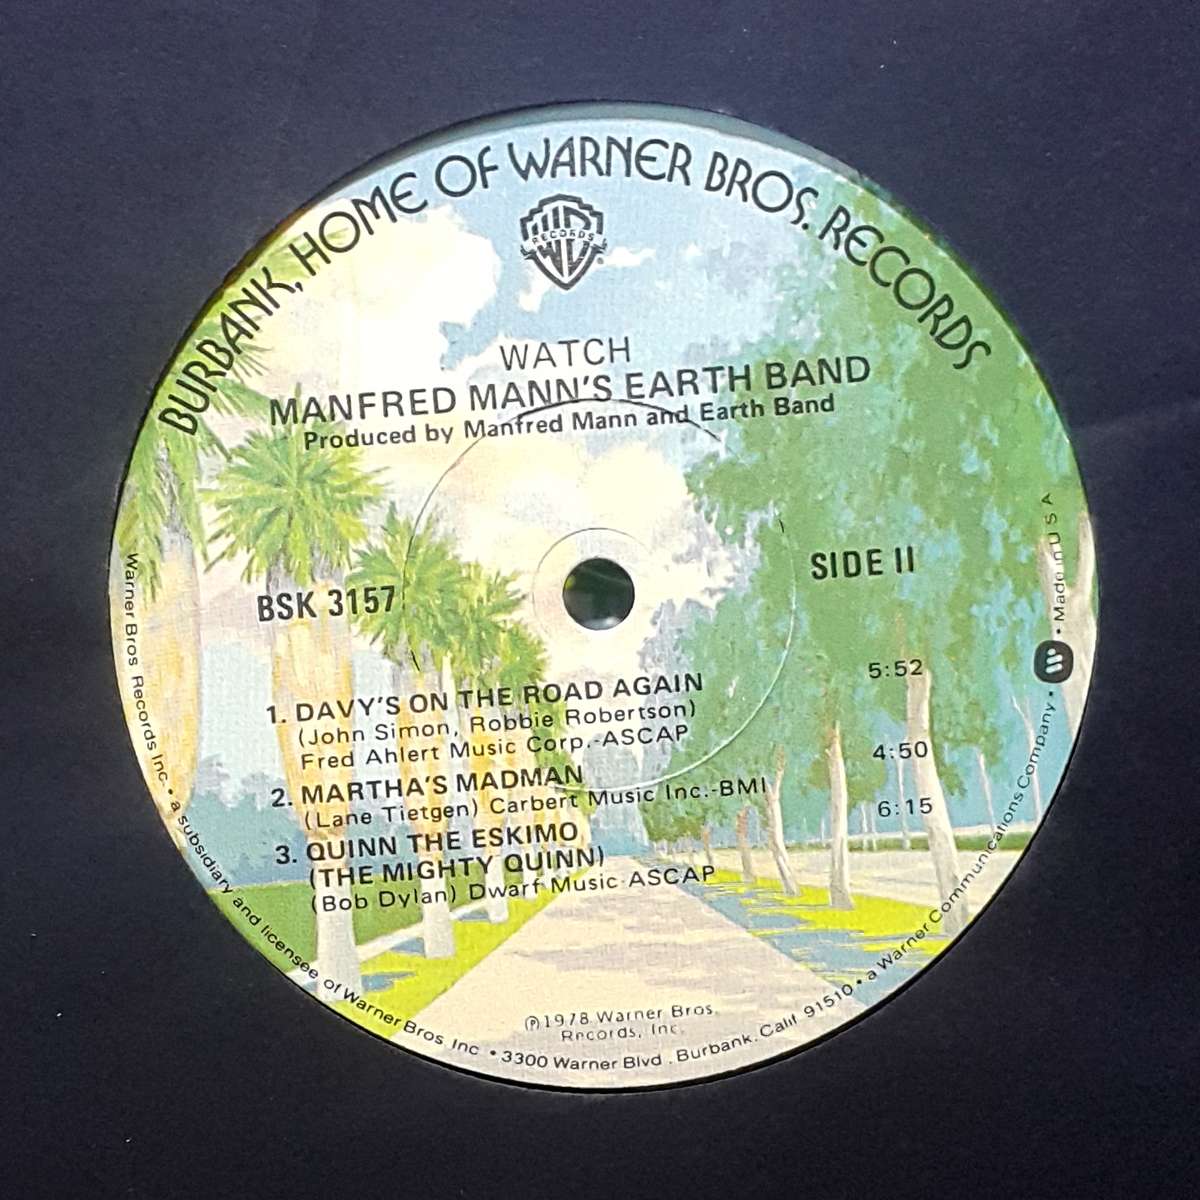 BURBANK, HOME OF WARNER BROS. RECORDS
W
RECORDS
WATCH
MANFRED MANN'S EARTH BAND
Produced by Manfred Mann and Earth Band
BSK 3157
SIDE II
1. DAVY'S ON THE ROAD AGAIN 5:52
(John Simon, Robbie Robertson)
Fred Ahlert Music Corp.-ASCAP
2. MARTHA'S MADMAN 4:50
(Lane Tietgen) Carbert Music Inc.-BMI
3. QUINN THE ESKIMO 6:15
(THE MIGHTY QUINN)
(Bob Dylan) Dwarf Music-ASCAP
℗1978 Warner Bros.
Records, Inc.
Warner Bros Records Inc. • a subsidiary and licensee of Warner Bros Inc • 3300 Warner Blvd. Burbank. Calif 91510 • a Warner Communications Company • Made in U S A